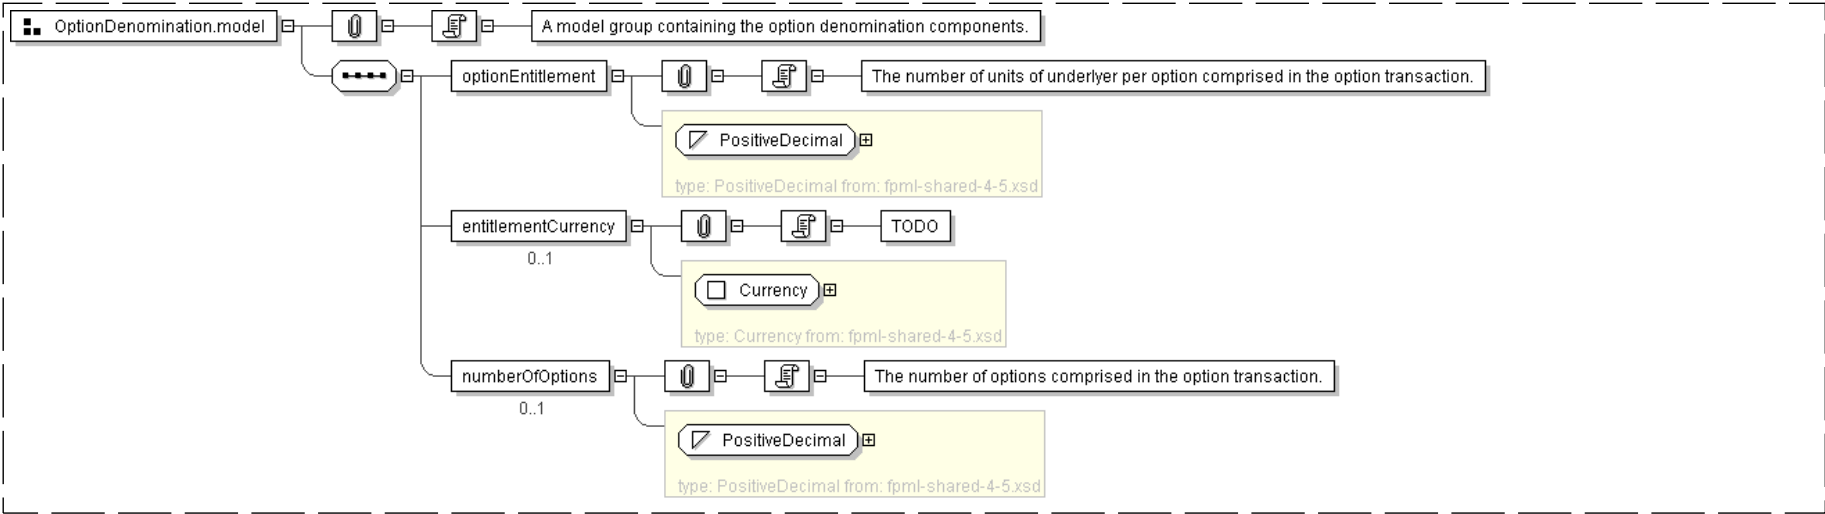 OptionDenomination.model
A model group containing the option denomination components.
optionEntitlement
The number of units of underlyer per option comprised in the option transaction.
PositiveDecimal
type: PositiveDecimal from: fpml-shared-4-5.xsd
entitlementCurrency
TODO
0..1
Currency
type: Currency from: fpml-shared-4-5.xsd
numberOfOptions
The number of options comprised in the option transaction.
0..1
PositiveDecimal
type: PositiveDecimal from: fpml-shared-4-5.xsd